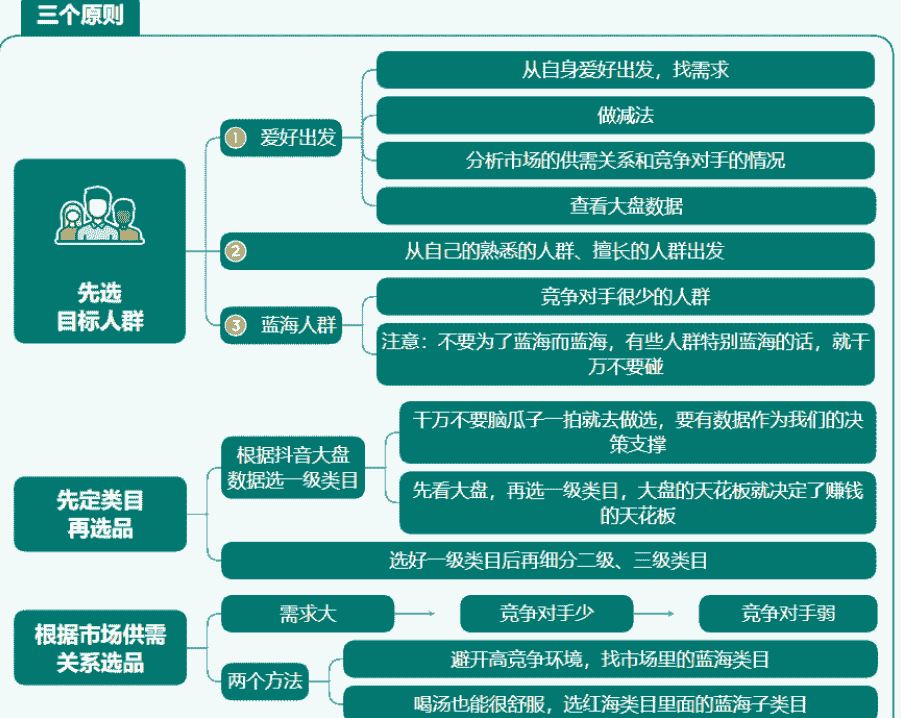 三个原则
先选
目标人群
1 爱好出发
从自身爱好出发，找需求
做减法
分析市场的供需关系和竞争对手的情况
查看大盘数据
2 从自己的熟悉的人群、擅长的人群出发
3 蓝海人群
竞争对手很少的人群
注意：不要为了蓝海而蓝海，有些人群特别蓝海的话，就千
万不要碰
先定类目
再选品
根据抖音大盘
数据选一级类目
千万不要脑瓜子一拍就去做选，要有数据作为我们的决
策支撑
先看大盘，再选一级类目，大盘的天花板就决定了赚钱
的天花板
选好一级类目后再细分二级、三级类目
根据市场供需
关系选品
需求大
竞争对手少
竞争对手弱
两个方法
避开高竞争环境，找市场里的蓝海类目
喝汤也能很舒服，选红海类目里面的蓝海子类目